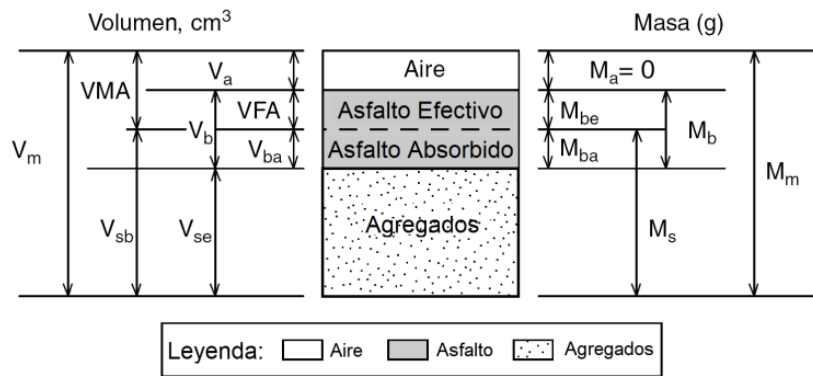 Volumen, cm³
Masa (g)
VMA
Vₐ
Aire
Mₐ= 0
VFA
Asfalto Efectivo
M_be
V_b
M_b
V_m
Asfalto Absorbido
V_ba
M_ba
M_m
V_sb
V_se
Agregados
M_s
Leyenda: Aire Asfalto Agregados